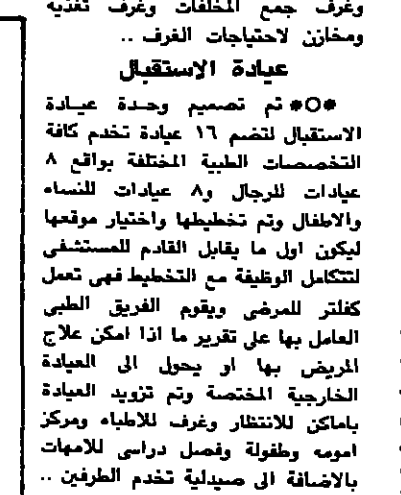 وغرف جمع المخلفات وغرف تغذية
ومخازن لاحتياجات الغرف ..
عيادة الاستقبال
●○● تم تصميم وحدة عيادة
الاستقبال لتضم ١٦ عيادة تخدم كافة
التخصصات الطبية المختلفة بواقع ٨
عيادات للرجال و٨ عيادات للنساء
والاطفال وتم تخطيطها واختيار موقعها
ليكون اول ما يقابل القادم للمستشفى
لتتكامل الوظيفة مع التخطيط فهى تعمل
كفلتر للمرضى ويقوم الفريق الطبى
العامل بها على تقرير ما اذا امكن علاج
المريض بها او يحول الى العيادة
الخارجية المختصة وتم تزويد العيادة
باماكن للانتظار وغرف للاطباء ومركز
امومه وطفولة وفصل دراسى للامهات
بالاضافة الى صيدلية تخدم الطرفين ..